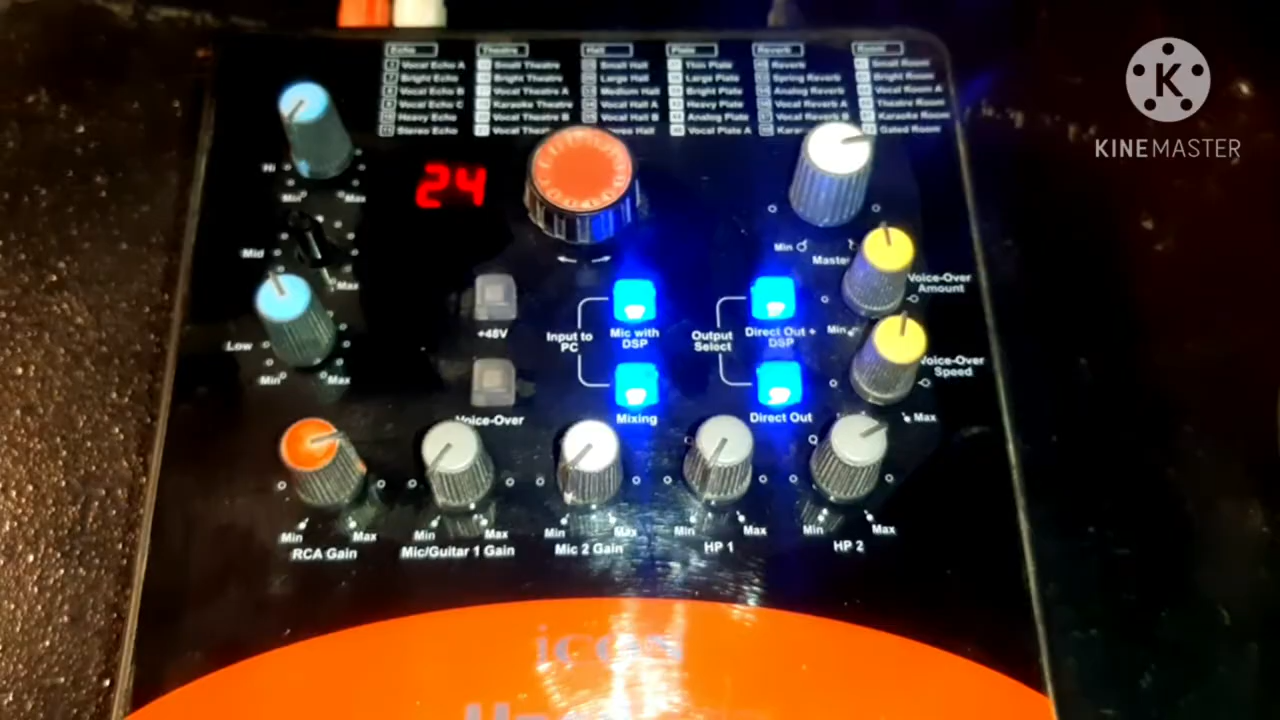 Echo
Vocal Echo A
Bright Echo
Vocal Echo B
Vocal Echo C
Heavy Echo
Stereo Echo
Theatre
Small Theatre
Bright Theatre
Vocal Theatre A
Karaoke Theatre
Vocal Theatre B
Vocal
Hall
Small Hall
Large Hall
Medium Hall
Vocal Hall A
Vocal Hall B
Hall
Plate
Thin Plate
Large Plate
Bright Plate
Heavy Plate
Analog Plate
Vocal Plate A
Reverb
Reverb
Spring Reverb
Analog Reverb
Vocal Reverb A
Vocal Reverb B
Room
Small Room
Bright Room
Vocal Room A
Theatre Room
Karaoke Room
Gated Room
KINEMASTER
K
Hi
Min Max
24
Mid
Max
Low
Min Max
Min
Master
Voice-Over
Amount
Min
Voice-Over
Speed
Max
+48V
Input to
PC
Mic with
DSP
Output
Select
Direct Out +
DSP
Voice-Over
Mixing
Direct Out
Min Max
RCA Gain
Min Max
Mic/Guitar 1 Gain
Min Max
Mic 2 Gain
Min Max
HP 1
Min Max
HP 2
icon